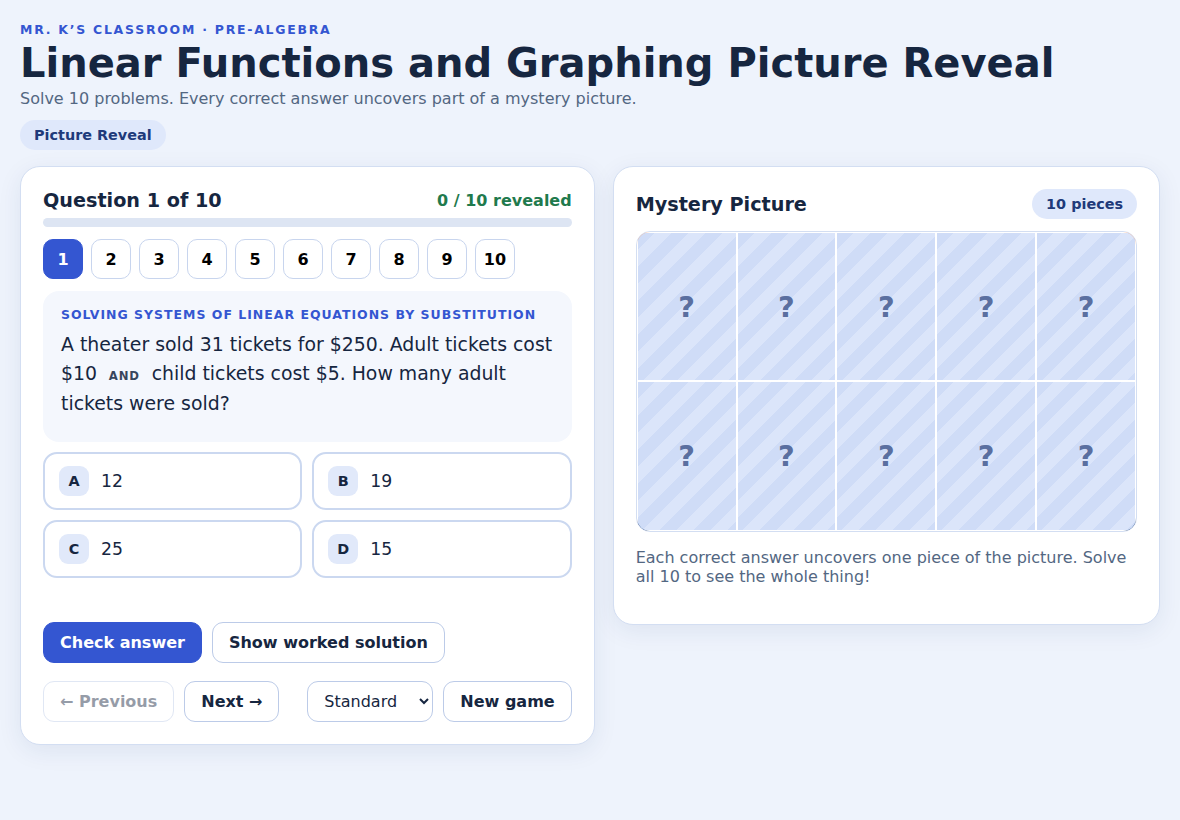 MR. K’S CLASSROOM · PRE-ALGEBRA
Linear Functions and Graphing Picture Reveal
Solve 10 problems. Every correct answer uncovers part of a mystery picture.
Picture Reveal
Question 1 of 10
0 / 10 revealed
1 2 3 4 5 6 7 8 9 10
SOLVING SYSTEMS OF LINEAR EQUATIONS BY SUBSTITUTION
A theater sold 31 tickets for $250. Adult tickets cost
$10 AND child tickets cost $5. How many adult
tickets were sold?
A 12
B 19
C 25
D 15
Check answer
Show worked solution
← Previous
Next →
Standard
New game
Mystery Picture
10 pieces
? ? ? ? ?
? ? ? ? ?
Each correct answer uncovers one piece of the picture. Solve
all 10 to see the whole thing!